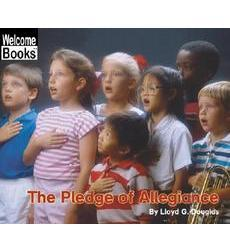 Welcome
Books
The Pledge of Allegiance
By Lloyd G. Douglas